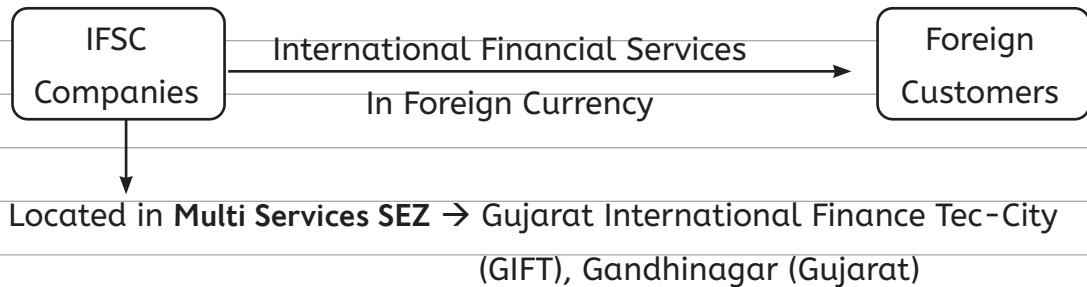 IFSC
Companies
International Financial Services
In Foreign Currency
Foreign
Customers
Located in Multi Services SEZ → Gujarat International Finance Tec-City
(GIFT), Gandhinagar (Gujarat)